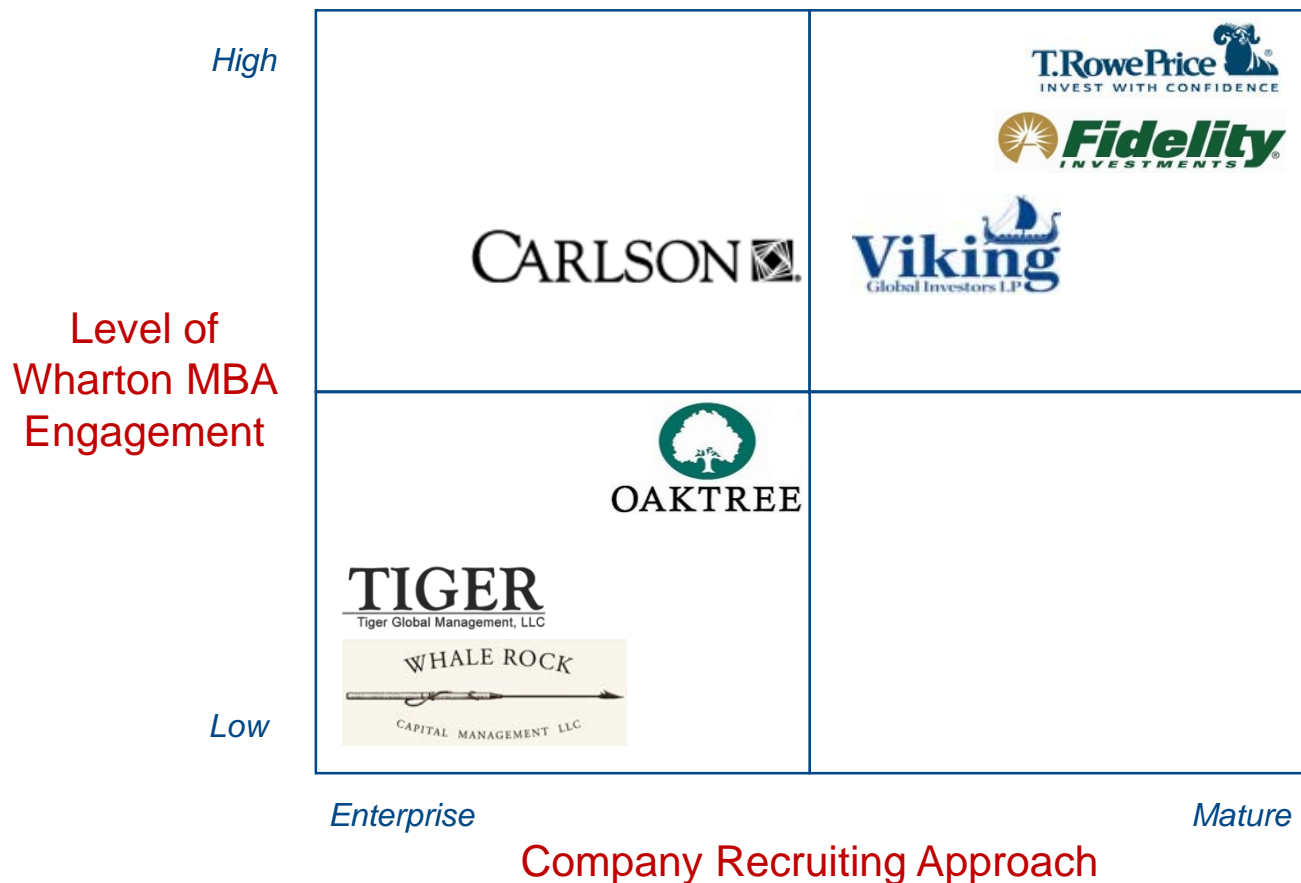 High
T.RowePrice®
INVEST WITH CONFIDENCE
Fidelity®
INVESTMENTS
Viking
Global Investors LP
CARLSON®
Level of
Wharton MBA
Engagement
OAKTREE
TIGER
Tiger Global Management, LLC
WHALE ROCK
CAPITAL MANAGEMENT LLC
Low
Enterprise
Mature
Company Recruiting Approach